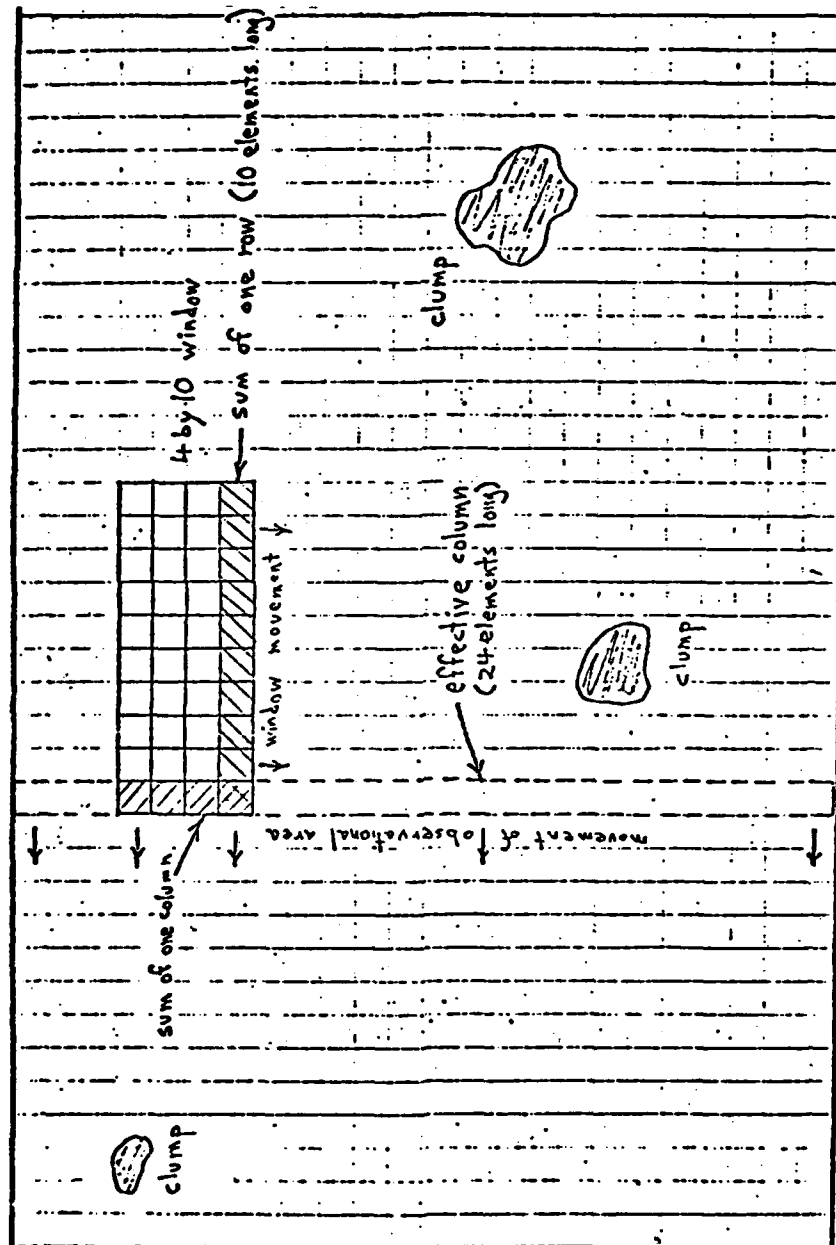 4 by 10 window
sum of one row (10 elements long)
window movement
clump
effective column
(24 elements long)
clump
movement of observational area
sum of one column
clump